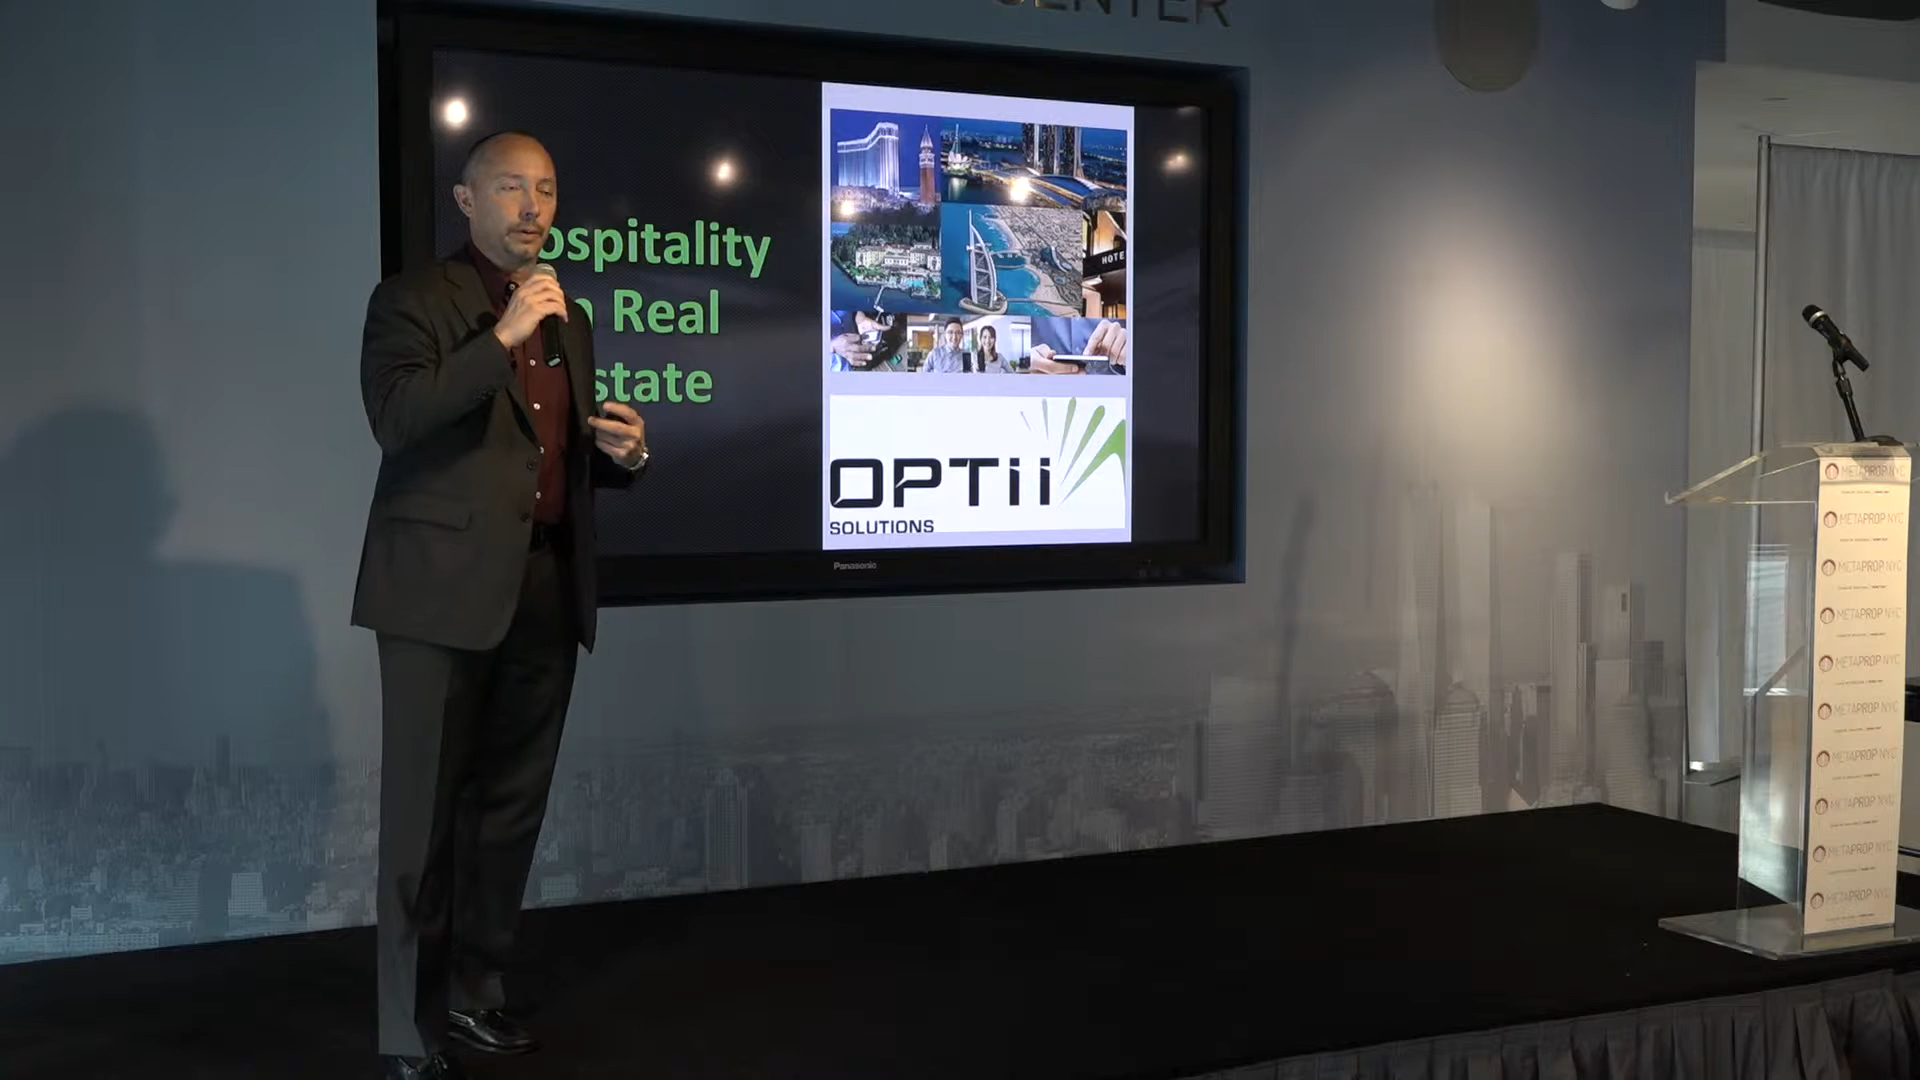 CENTER
ospitality
n Real
state
HOTE
OPTii
SOLUTIONS
Panasonic
METAPROP NYC
METAPROP NYC
METAPROP NYC
METAPROP NYC
METAPROP NYC
METAPROP NYC
METAPROP NYC
METAPROP NYC
METAPROP NYC
METAPROP NYC